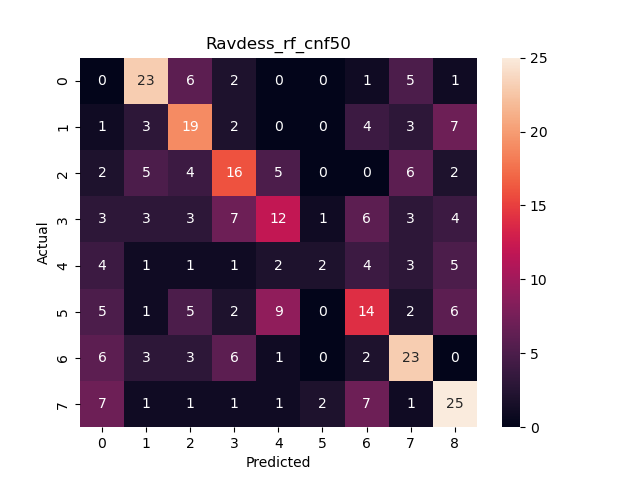 Ravdess_rf_cnf50
0 0 23 6 2 0 0 1 5 1
1 1 3 19 2 0 0 4 3 7
2 2 5 4 16 5 0 0 6 2
3 3 3 3 7 12 1 6 3 4
4 4 1 1 1 2 2 4 3 5
5 5 1 5 2 9 0 14 2 6
6 6 3 3 6 1 0 2 23 0
7 7 1 1 1 1 2 7 1 25
0 1 2 3 4 5 6 7 8
Actual
Predicted
25
20
15
10
5
0